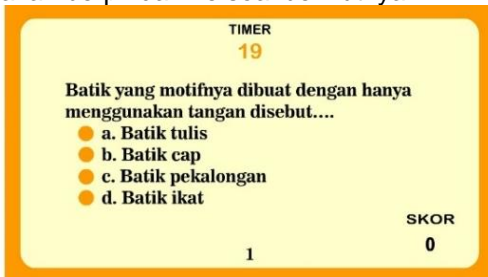 TIMER
19
Batik yang motifnya dibuat dengan hanya
menggunakan tangan disebut....
a. Batik tulis
b. Batik cap
c. Batik pekalongan
d. Batik ikat
SKOR
0
1